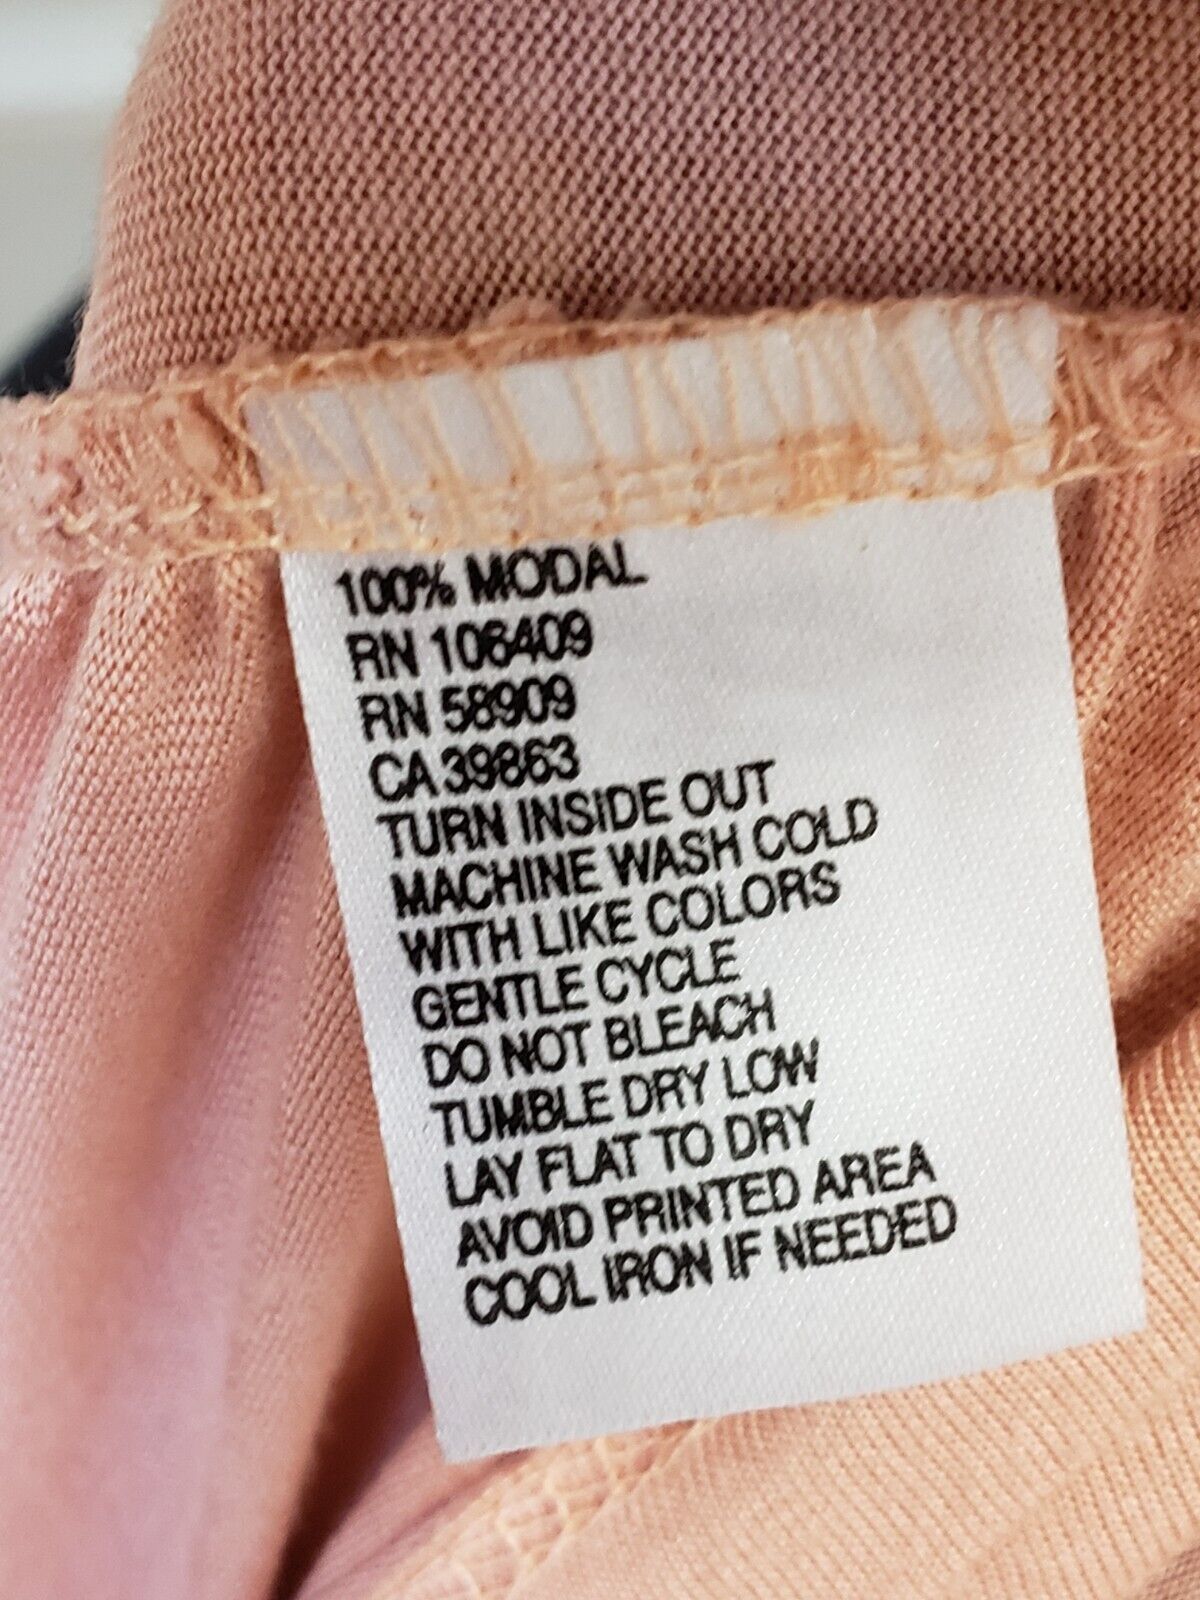 100% MODAL
RN 106409
RN 58909
CA 39863
TURN INSIDE OUT
MACHINE WASH COLD
WITH LIKE COLORS
GENTLE CYCLE
DO NOT BLEACH
TUMBLE DRY LOW
LAY FLAT TO DRY
AVOID PRINTED AREA
COOL IRON IF NEEDED